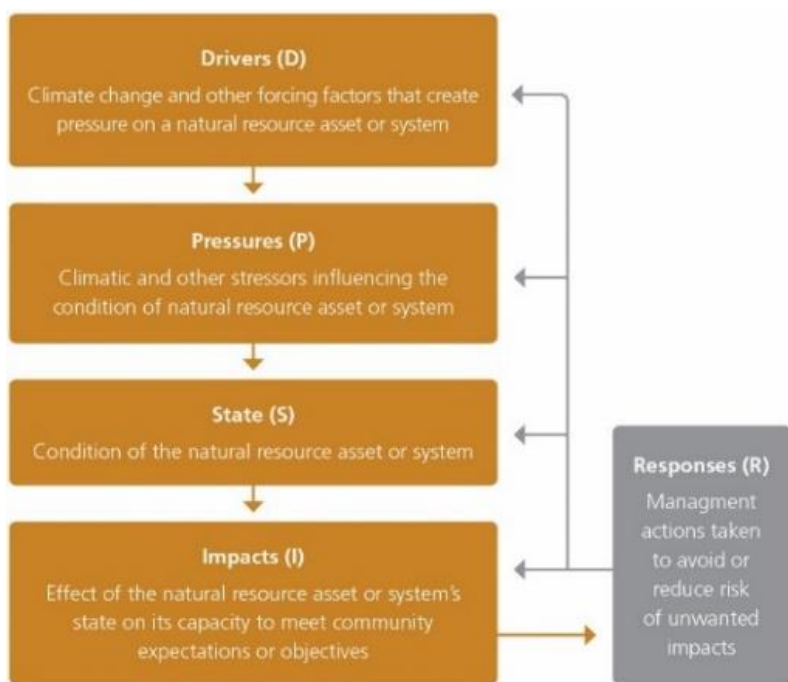 Drivers (D)
Climate change and other forcing factors that create
pressure on a natural resource asset or system
Pressures (P)
Climatic and other stressors influencing the
condition of natural resource asset or system
State (S)
Condition of the natural resource asset or system
Impacts (I)
Effect of the natural resource asset or system's
state on its capacity to meet community
expectations or objectives
Responses (R)
Managment
actions taken
to avoid or
reduce risk
of unwanted
impacts